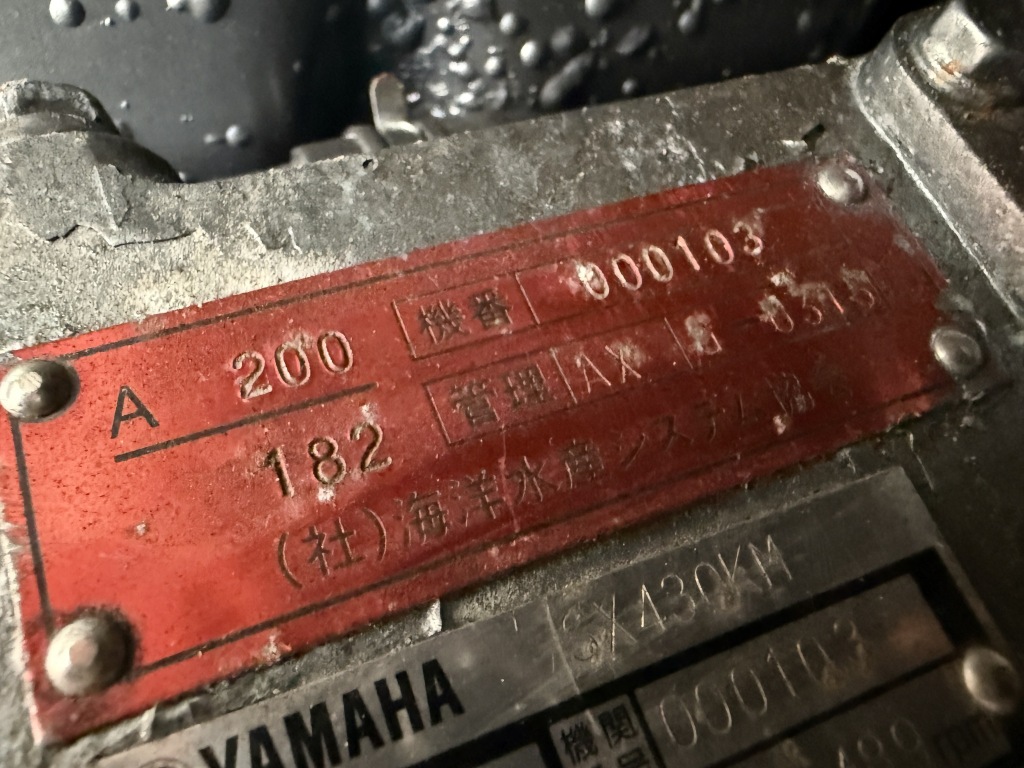 A 200 機番 000103
182 管理 AX
(社)海洋水産システム協会
YAMAHA SX430KM
機関 000103
rpm